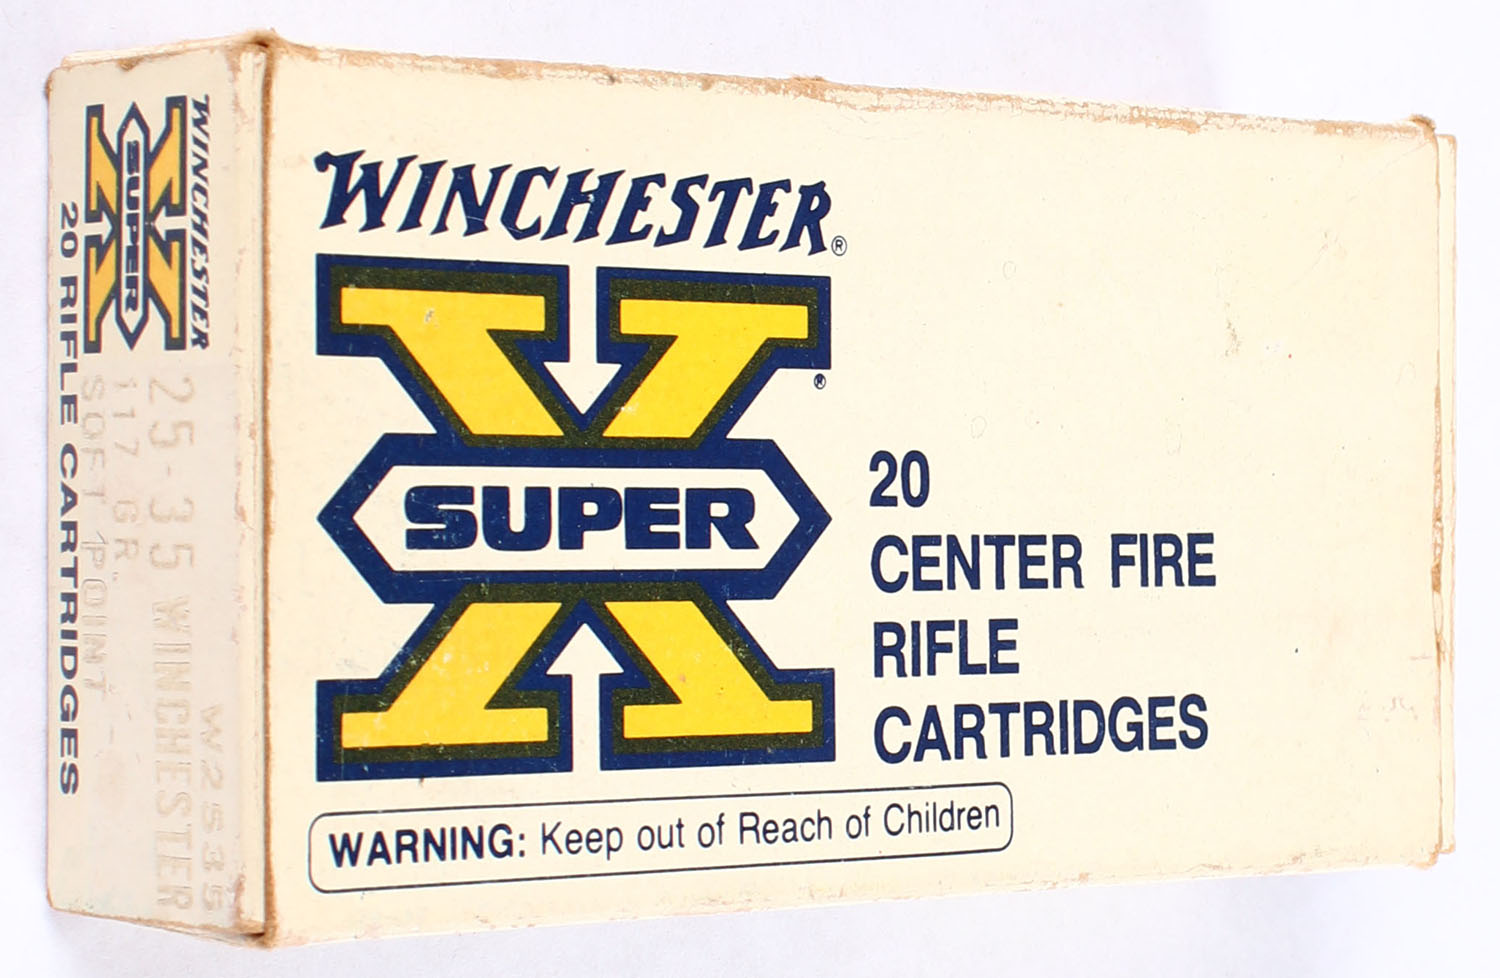 WINCHESTER®
SUPER
X
®
20
CENTER FIRE
RIFLE
CARTRIDGES
WARNING: Keep out of Reach of Children
WINCHESTER
SUPER
X
20 RIFLE CARTRIDGES
W2535
25-35 WINCHESTER
117 GR.
SOFT POINT